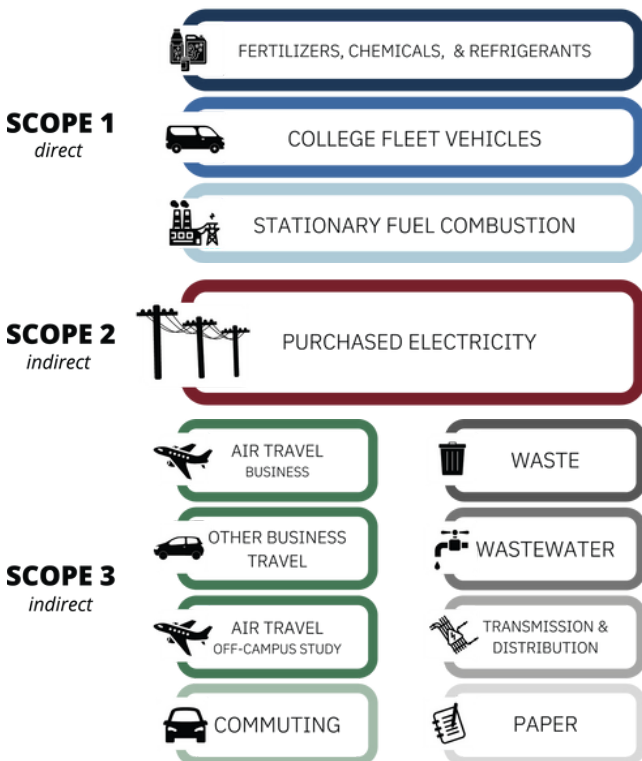 FERTILIZERS, CHEMICALS, & REFRIGERANTS
SCOPE 1
direct
COLLEGE FLEET VEHICLES
STATIONARY FUEL COMBUSTION
SCOPE 2
indirect
PURCHASED ELECTRICITY
AIR TRAVEL
BUSINESS
WASTE
OTHER BUSINESS
TRAVEL
WASTEWATER
SCOPE 3
indirect
AIR TRAVEL
OFF-CAMPUS STUDY
TRANSMISSION &
DISTRIBUTION
COMMUTING
PAPER